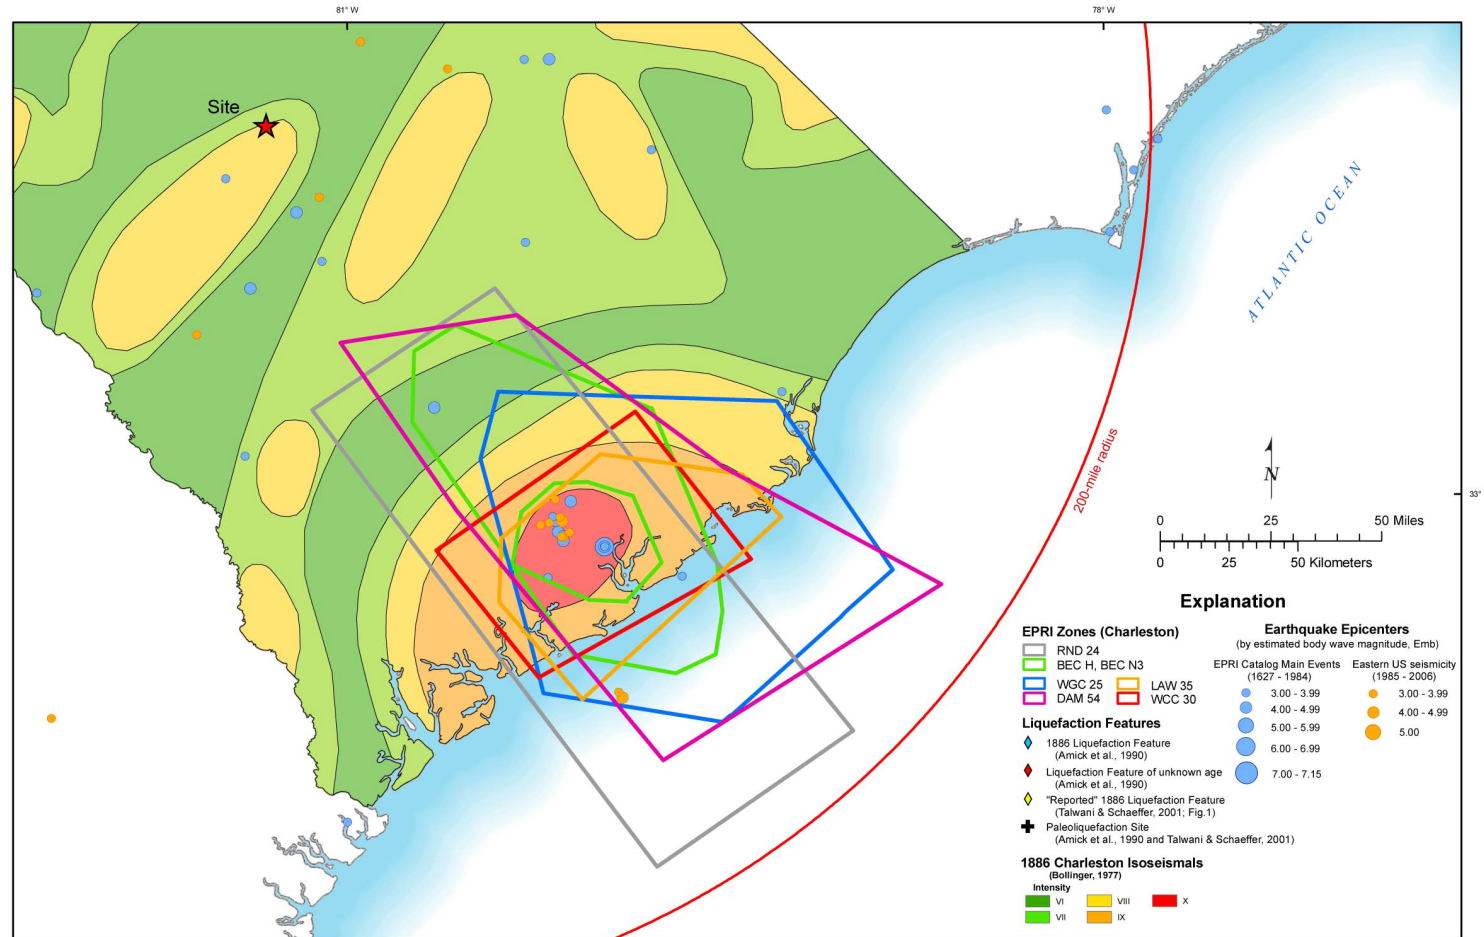 81° W
78° W
Site
ATLANTIC OCEAN
200-mile radius
N
33°
0 25 50 Miles
0 25 50 Kilometers
Explanation
EPRI Zones (Charleston)
RND 24
BEC H, BEC N3
WGC 25
LAW 35
DAM 54
WCC 30
Liquefaction Features
1886 Liquefaction Feature
(Amick et al., 1990)
Liquefaction Feature of unknown age
(Amick et al., 1990)
"Reported" 1886 Liquefaction Feature
(Talwani & Schaeffer, 2001; Fig.1)
Paleoliquefaction Site
(Amick et al., 1990 and Talwani & Schaeffer, 2001)
1886 Charleston Isoseismals
(Bollinger, 1977)
Intensity
VI VIII X
VII IX
Earthquake Epicenters
(by estimated body wave magnitude, Emb)
EPRI Catalog Main Events
(1627 - 1984)
3.00 - 3.99
4.00 - 4.99
5.00 - 5.99
6.00 - 6.99
7.00 - 7.15
Eastern US seismicity
(1985 - 2006)
3.00 - 3.99
4.00 - 4.99
5.00